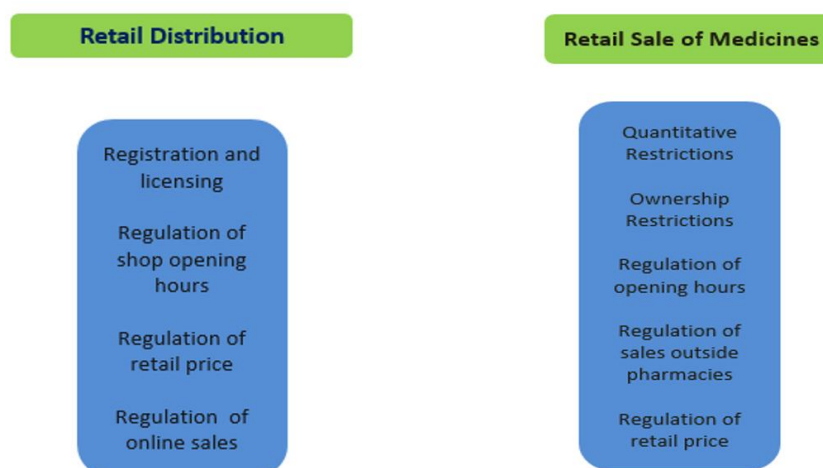 Retail Distribution
Registration and
licensing
Regulation of
shop opening
hours
Regulation of
retail price
Regulation of
online sales
Retail Sale of Medicines
Quantitative
Restrictions
Ownership
Restrictions
Regulation of
opening hours
Regulation of
sales outside
pharmacies
Regulation of
retail price